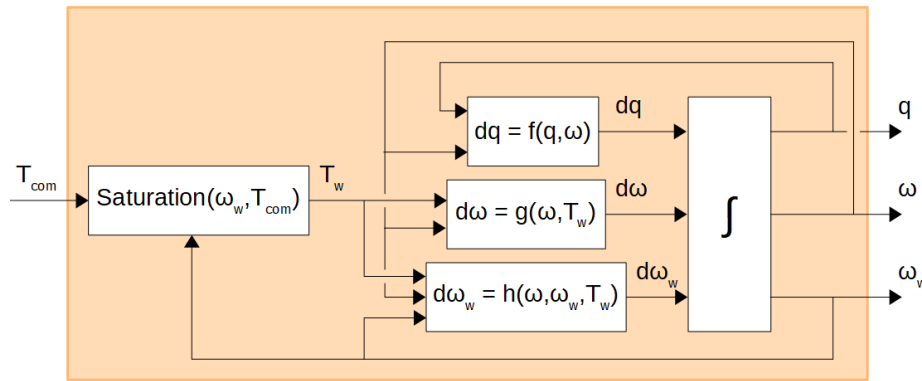 dq
q
dq = f(q,ω)
T_com
Saturation(ω_w,T_com)
T_w
dω
ω
dω = g(ω,T_w)
∫
dω_w
ω_w
dω_w = h(ω,ω_w,T_w)